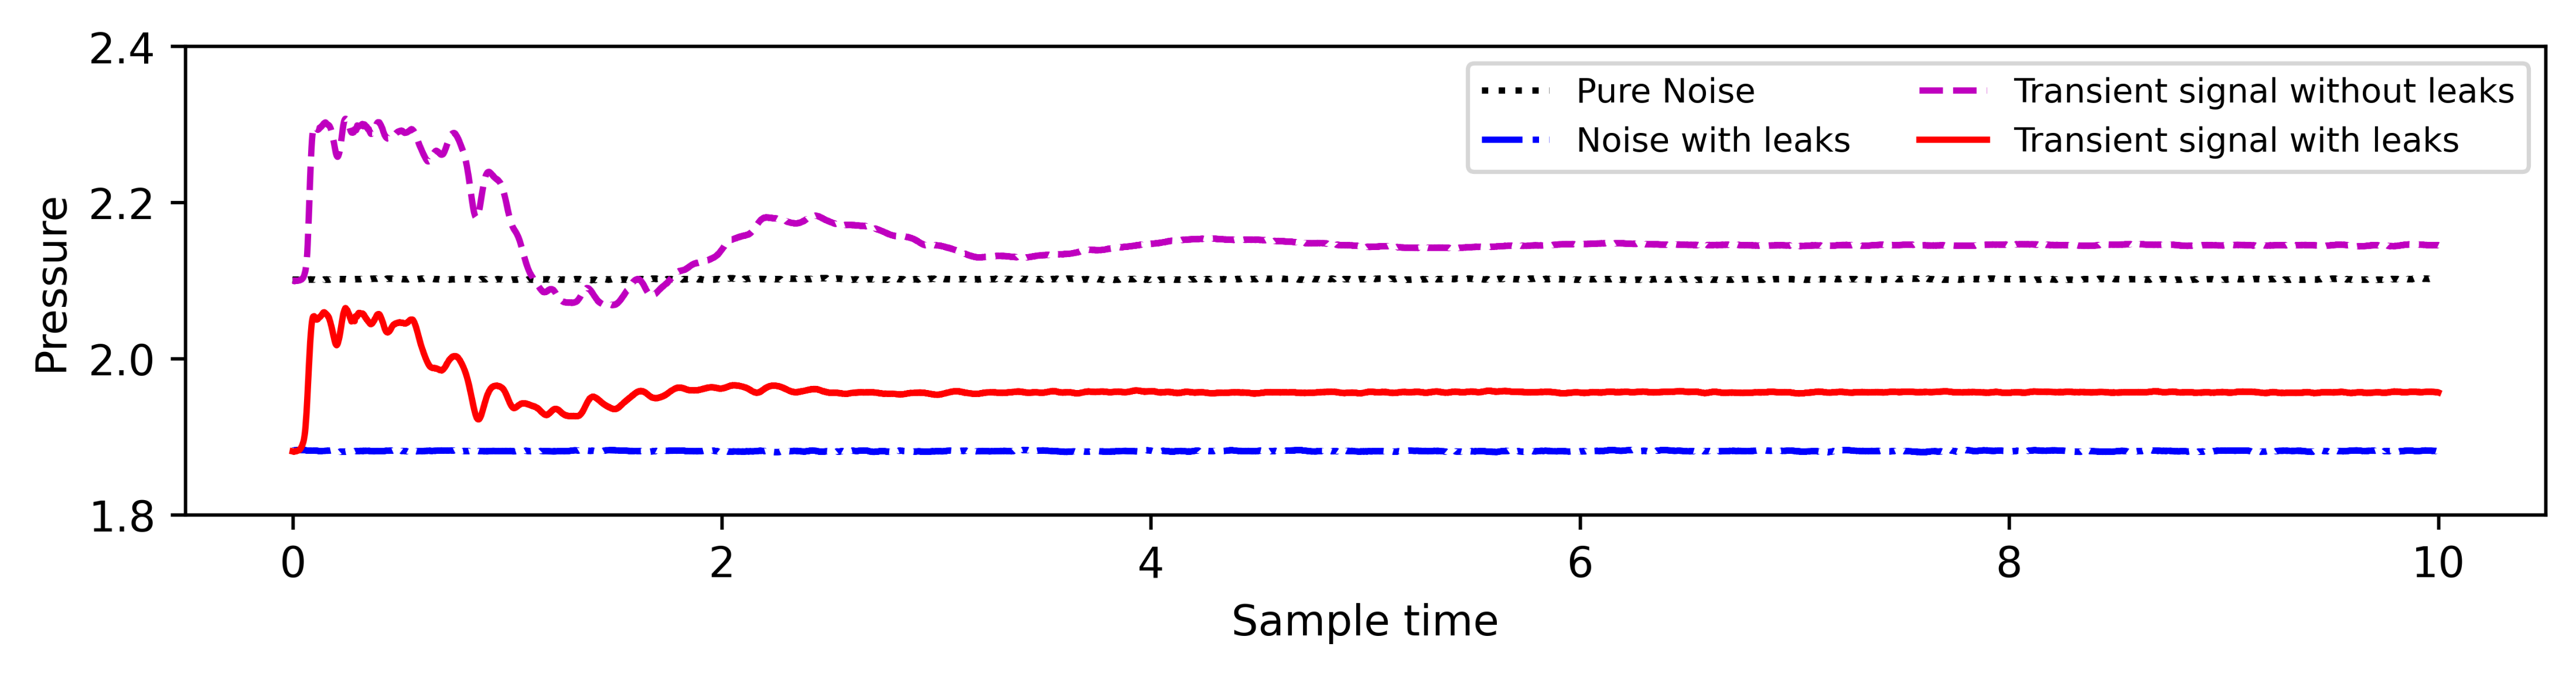 2.4
2.2
2.0
1.8
Pressure
Pure Noise
Noise with leaks
Transient signal without leaks
Transient signal with leaks
0 2 4 6 8 10
Sample time